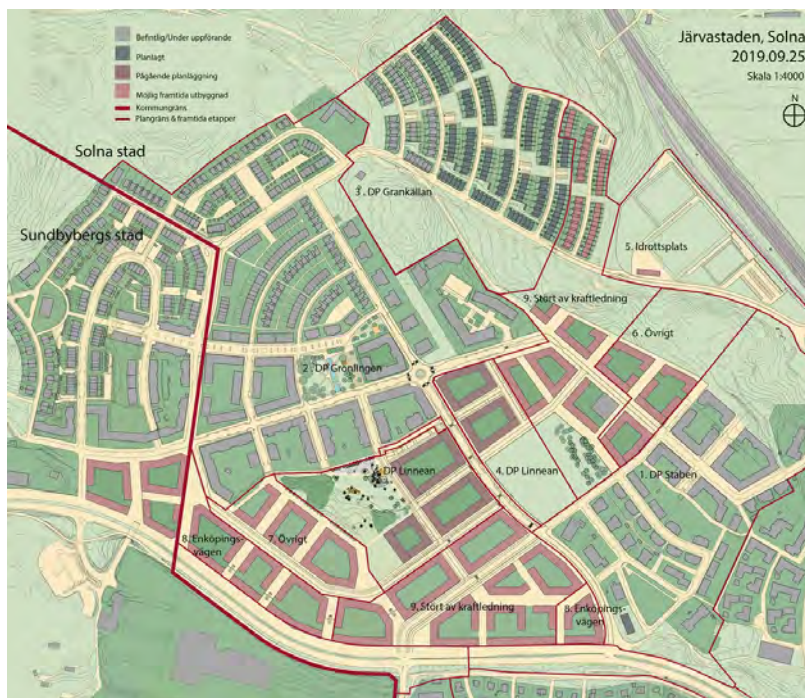 Befintlig/Under uppförande
Planlagt
Pågående planläggning
Möjlig framtida utbyggnad
Kommungräns
Plangräns & framtida etapper
Järvastaden, Solna
2019.09.25
Skala 1:4000
N
Solna stad
Sundbybergs stad
3 . DP Grankällan
5. Idrottsplats
9. Stört av kraftledning
6 . Övrigt
2. DP Grönlingen
DP Linnean
4. DP Linnean
1. DP Staben
8. Enköpings-
vägen
7. Övrigt
9. Stört av kraftledning
8. Enköpings-
vägen